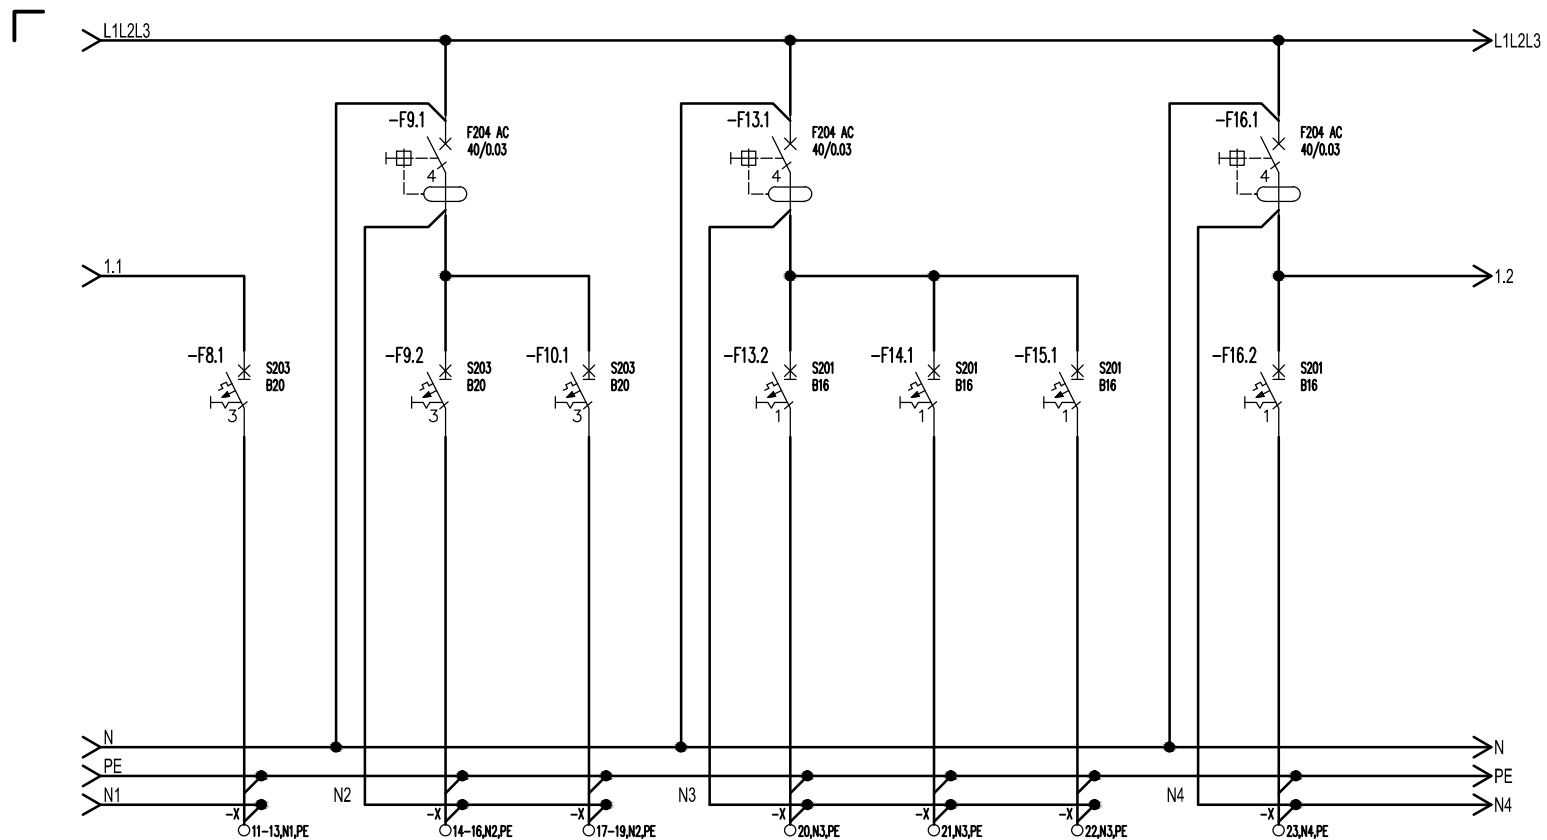 L1L2L3
L1L2L3
-F9.1
F204 AC
40/0.03
4
-F13.1
F204 AC
40/0.03
4
-F16.1
F204 AC
40/0.03
4
1.1
1.2
-F8.1
S203
B20
3
-F9.2
S203
B20
3
-F10.1
S203
B20
3
-F13.2
S201
B16
1
-F14.1
S201
B16
1
-F15.1
S201
B16
1
-F16.2
S201
B16
1
N
N
PE
PE
N1
N2
N3
N4
N4
-X
-X
-X
-X
-X
-X
-X
11-13,N1,PE
14-16,N2,PE
17-19,N2,PE
20,N3,PE
21,N3,PE
22,N3,PE
23,N4,PE